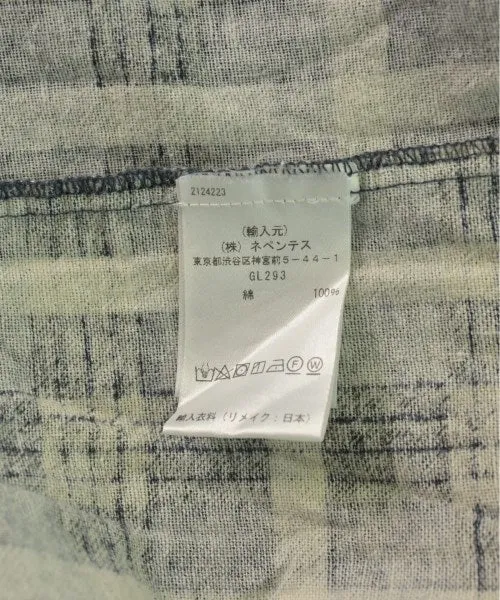 2124223
(輸入元)
(株) ネペンテス
東京都渋谷区神宮前5-44-1
GL293
綿 100%
F W
輸入衣料 (リメイク:日本)